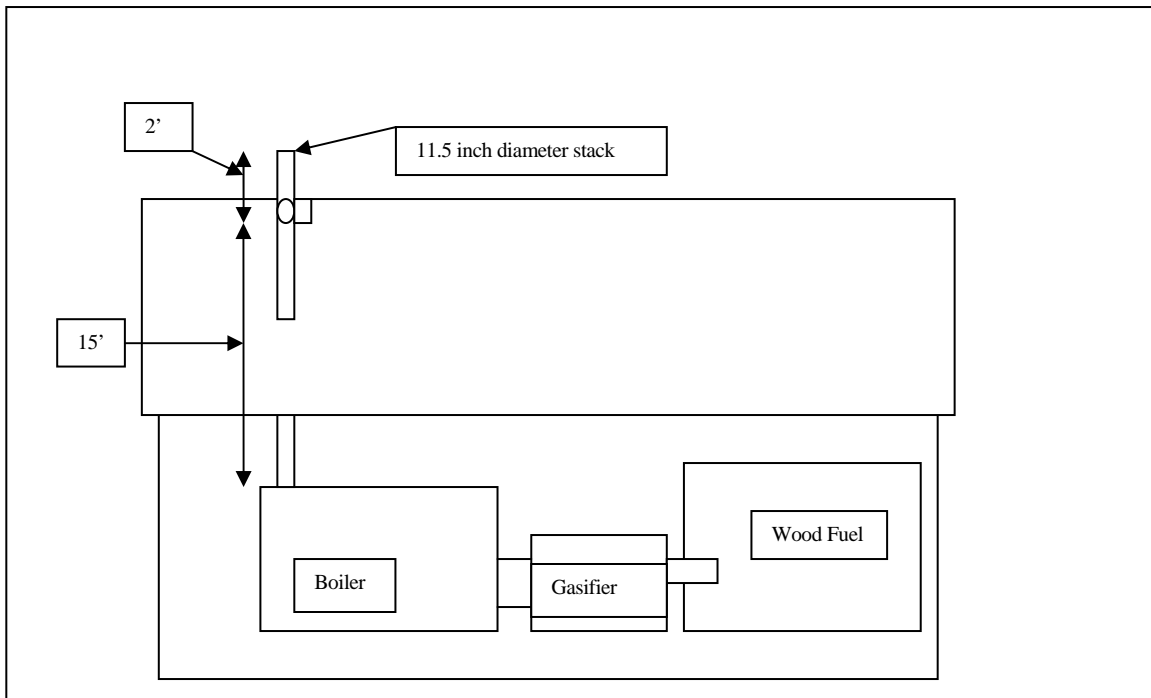 2’
11.5 inch diameter stack
15’
Wood Fuel
Boiler
Gasifier